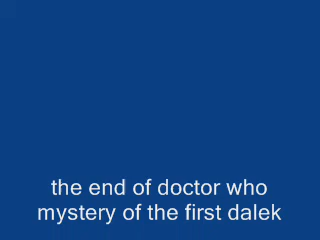 the end of doctor who
mystery of the first dalek